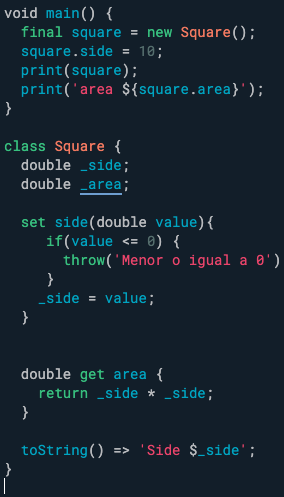 void main() {
  final square = new Square();
  square.side = 10;
  print(square);
  print('area ${square.area}');
}

class Square {
  double _side;
  double _area;

  set side(double value){
     if(value <= 0) {
       throw('Menor o igual a 0')
     }
    _side = value;
  }


  double get area {
    return _side * _side;
  }

  toString() => 'Side $_side';
}